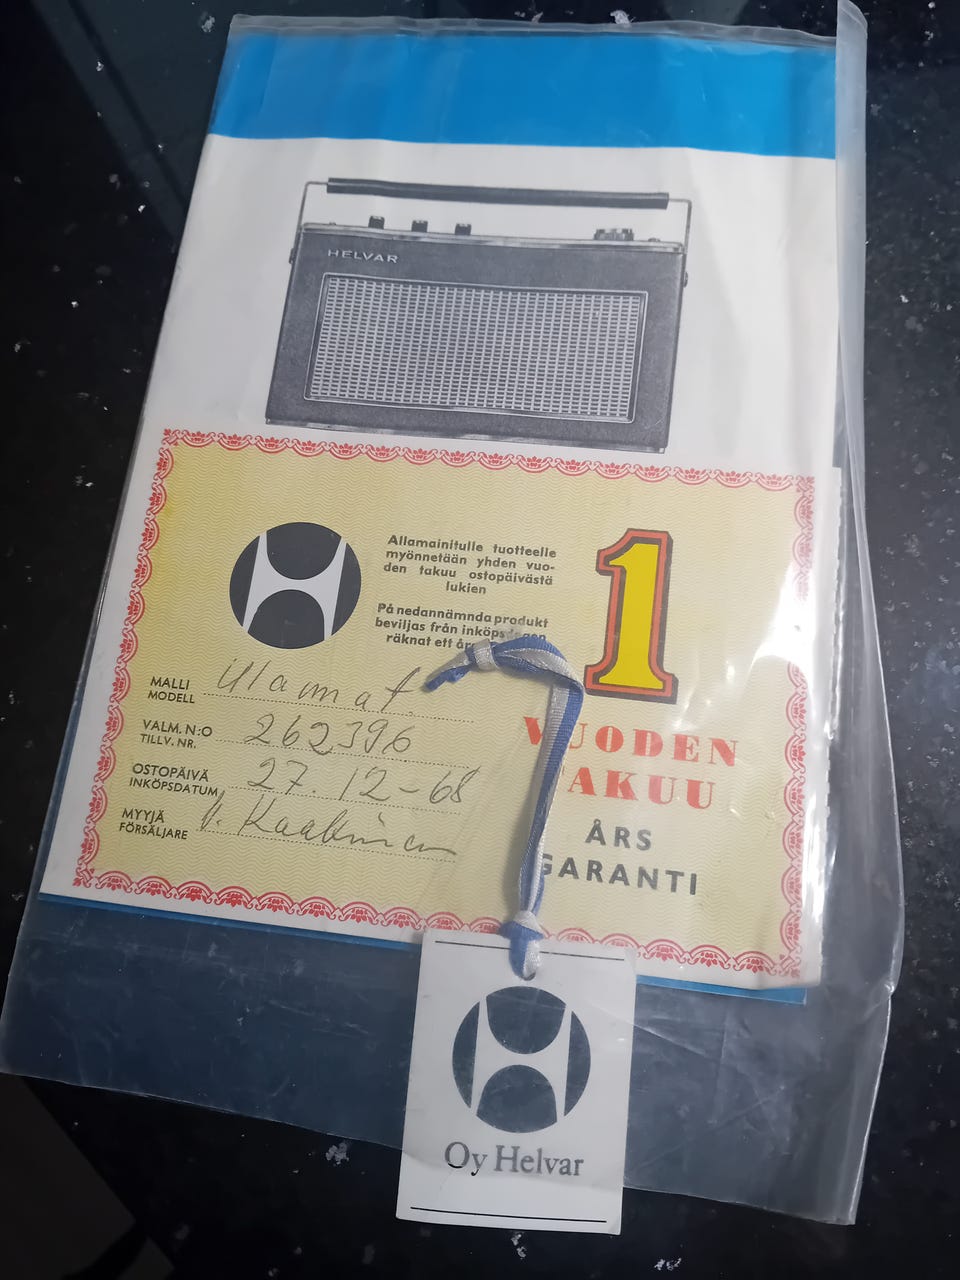 HELVAR
Allamainitulle tuotteelle
myönnetään yhden vuo-
den takuu ostopäivästä
lukien
På nedannämnda produkt
beviljas från inköpsdagen
räknat ett års
1
VUODEN
TAKUU
ÅRS
GARANTI
MALLI
MODELL
VALM. N:O 262396
TILLV. NR.
OSTOPÄIVÄ 27.12-68
INKÖPSDATUM
MYYJÄ
FÖRSÄLJARE
Oy Helvar